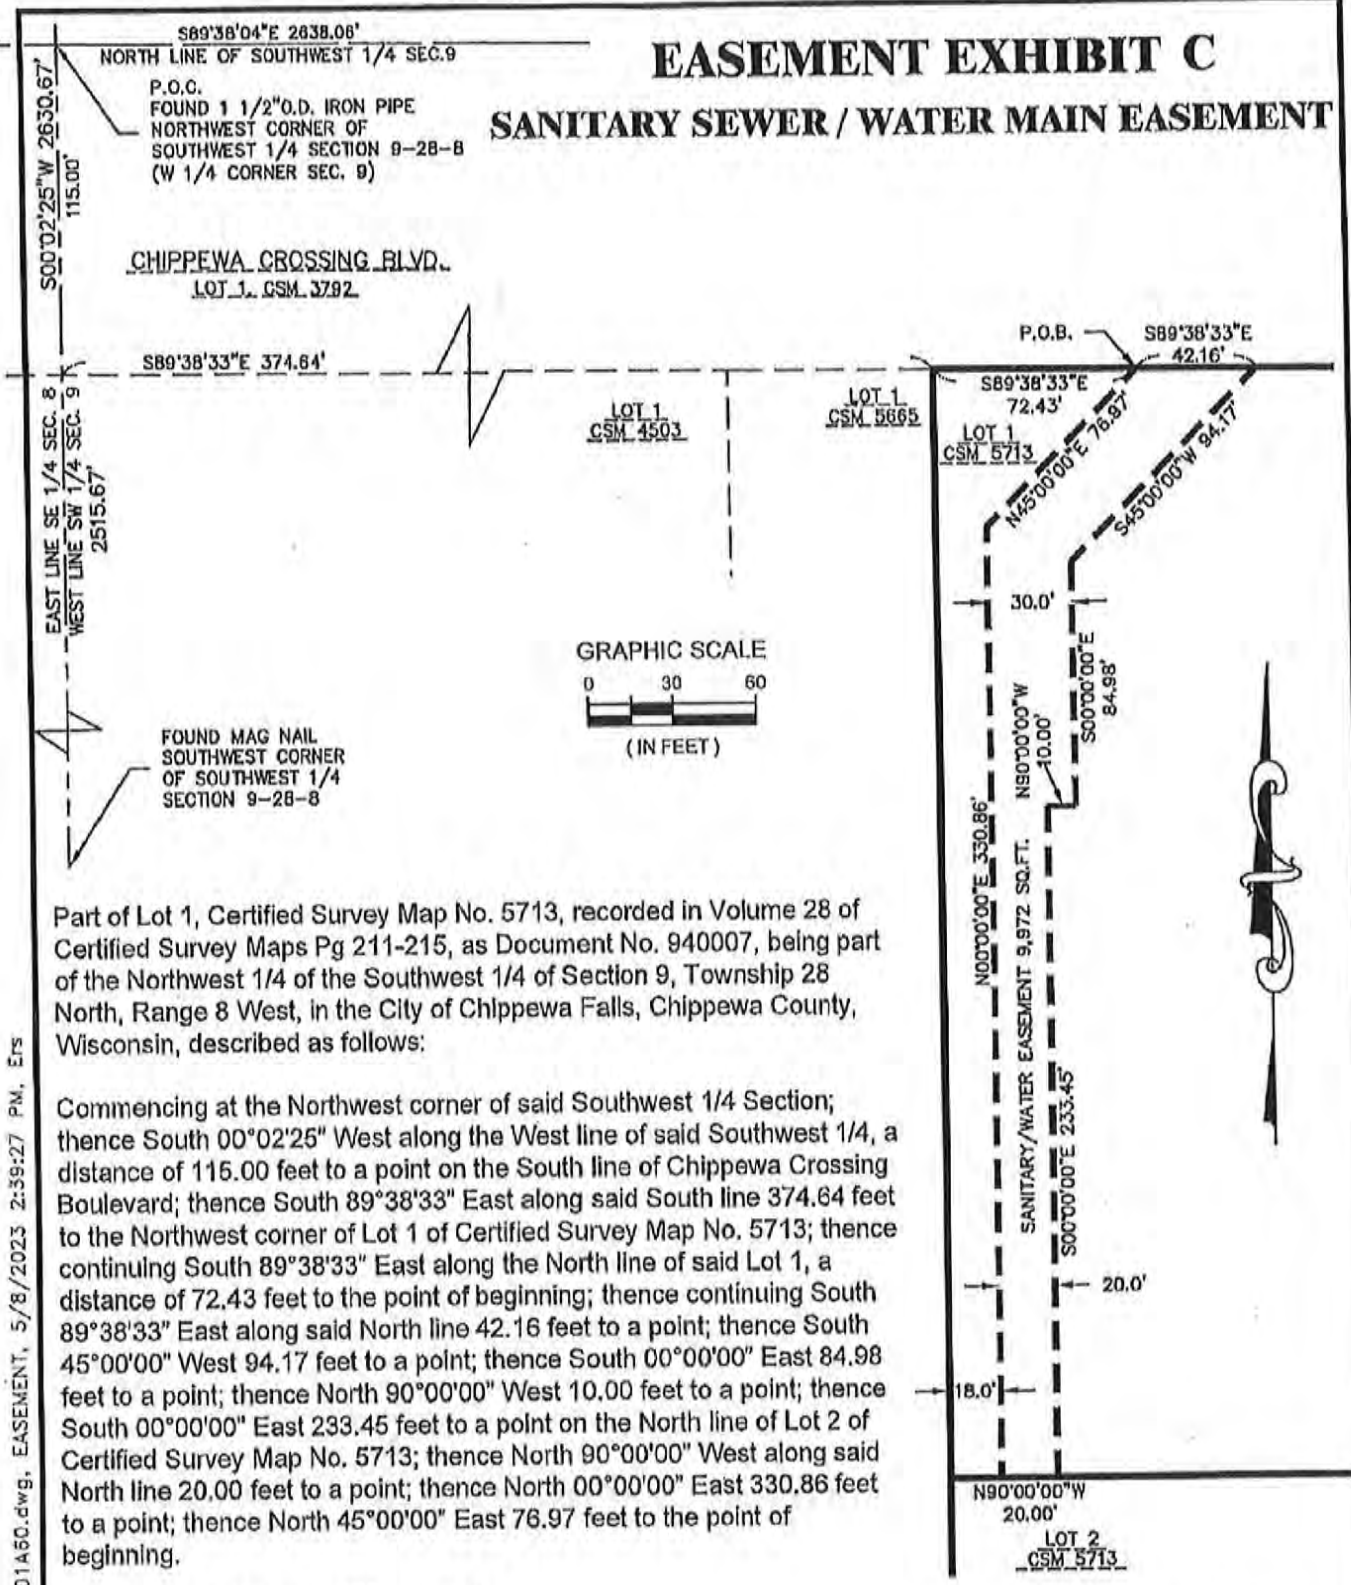 EASEMENT EXHIBIT C
SANITARY SEWER / WATER MAIN EASEMENT
S89°38'04"E 2638.06'
NORTH LINE OF SOUTHWEST 1/4 SEC.9
P.O.C.
FOUND 1 1/2"O.D. IRON PIPE
NORTHWEST CORNER OF
SOUTHWEST 1/4 SECTION 9-28-8
(W 1/4 CORNER SEC. 9)
S00°02'25"W 2630.67'
115.00'
CHIPPEWA CROSSING BLVD.
LOT 1, CSM 3792
S89°38'33"E 374.64'
P.O.B.
S89°38'33"E
42.16'
S89°38'33"E
72.43'
LOT 1
CSM 4503
LOT 1
CSM 5665
LOT 1
CSM 5713
N45°00'00"E 76.97'
S45°00'00"W 94.17'
EAST LINE SE 1/4 SEC. 8
WEST LINE SW 1/4 SEC. 9
2515.67'
30.0'
S00°00'00"E
84.98'
N90°00'00"W
10.00'
GRAPHIC SCALE
0 30 60
(IN FEET)
FOUND MAG NAIL
SOUTHWEST CORNER
OF SOUTHWEST 1/4
SECTION 9-28-8
N00°00'00"E 330.86'
SANITARY/WATER EASEMENT 9,972 SQ.FT.
S00°00'00"E 233.45'
20.0'
18.0'
N90°00'00"W
20.00'
LOT 2
CSM 5713
Part of Lot 1, Certified Survey Map No. 5713, recorded in Volume 28 of
Certified Survey Maps Pg 211-215, as Document No. 940007, being part
of the Northwest 1/4 of the Southwest 1/4 of Section 9, Township 28
North, Range 8 West, in the City of Chippewa Falls, Chippewa County,
Wisconsin, described as follows:
Commencing at the Northwest corner of said Southwest 1/4 Section;
thence South 00°02'25" West along the West line of said Southwest 1/4, a
distance of 115.00 feet to a point on the South line of Chippewa Crossing
Boulevard; thence South 89°38'33" East along said South line 374.64 feet
to the Northwest corner of Lot 1 of Certified Survey Map No. 5713; thence
continuing South 89°38'33" East along the North line of said Lot 1, a
distance of 72.43 feet to the point of beginning; thence continuing South
89°38'33" East along said North line 42.16 feet to a point; thence South
45°00'00" West 94.17 feet to a point; thence South 00°00'00" East 84.98
feet to a point; thence North 90°00'00" West 10.00 feet to a point; thence
South 00°00'00" East 233.45 feet to a point on the North line of Lot 2 of
Certified Survey Map No. 5713; thence North 90°00'00" West along said
North line 20.00 feet to a point; thence North 00°00'00" East 330.86 feet
to a point; thence North 45°00'00" East 76.97 feet to the point of
beginning.
01A60.dwg, EASEMENT, 5/8/2023 2:39:27 PM, Ers